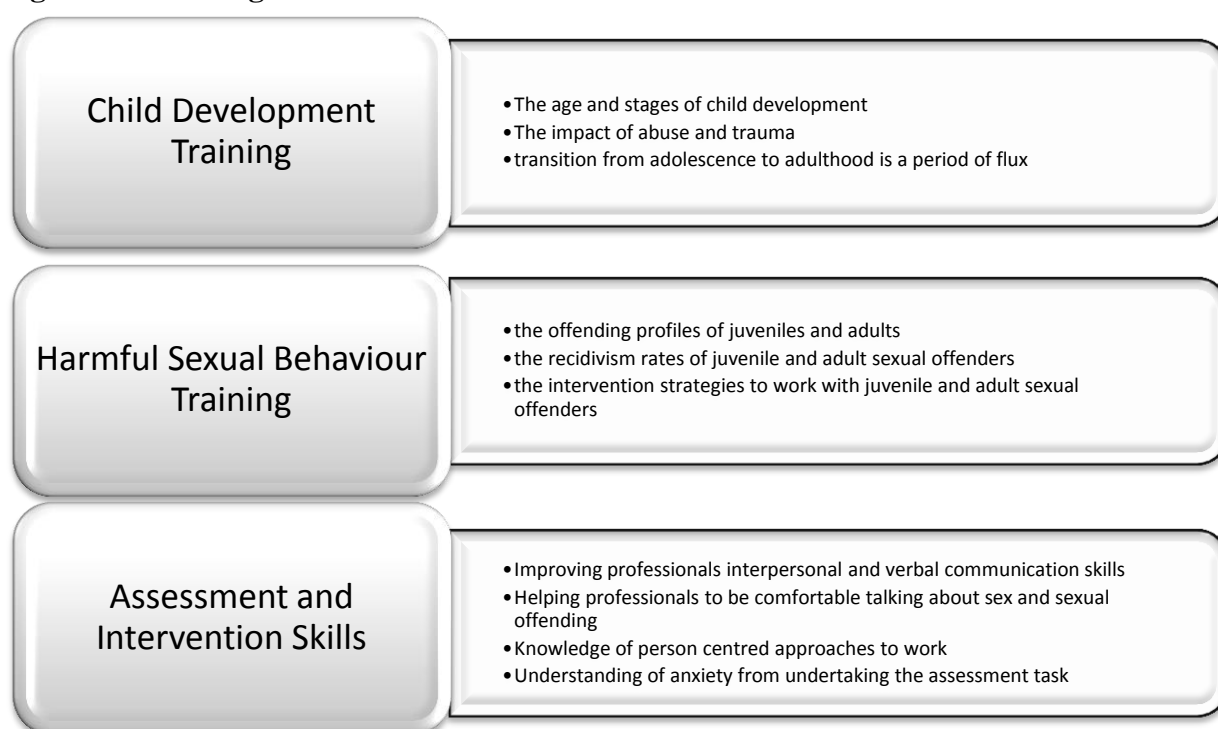 Child Development
Training
•The age and stages of child development
•The impact of abuse and trauma
•transition from adolescence to adulthood is a period of flux
Harmful Sexual Behaviour
Training
•the offending profiles of juveniles and adults
•the recidivism rates of juvenile and adult sexual offenders
•the intervention strategies to work with juvenile and adult sexual
offenders
Assessment and
Intervention Skills
•Improving professionals interpersonal and verbal communication skills
•Helping professionals to be comfortable talking about sex and sexual
offending
•Knowledge of person centred approaches to work
•Understanding of anxiety from undertaking the assessment task